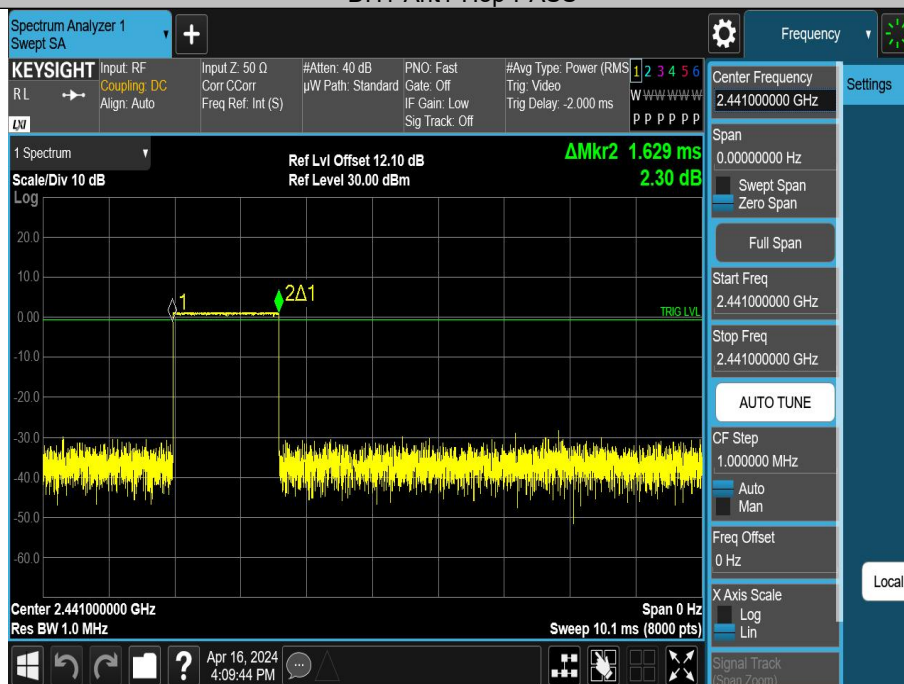 Spectrum Analyzer 1
Swept SA
Frequency
KEYSIGHT
RL
LXI
Input: RF
Coupling: DC
Align: Auto
Input Z: 50 Ω
Corr CCorr
Freq Ref: Int (S)
#Atten: 40 dB
µW Path: Standard
PNO: Fast
Gate: Off
IF Gain: Low
Sig Track: Off
#Avg Type: Power (RMS
Trig: Video
Trig Delay: -2.000 ms
1 2 3 4 5 6
W W W W W W
P P P P P P
1 Spectrum
Scale/Div 10 dB
Log
Ref Lvl Offset 12.10 dB
Ref Level 30.00 dBm
ΔMkr2 1.629 ms
2.30 dB
20.0
10.0
0.00
-10.0
-20.0
-30.0
-40.0
-50.0
-60.0
1
2Δ1
TRIG LVL
Center 2.441000000 GHz
Res BW 1.0 MHz
Span 0 Hz
Sweep 10.1 ms (8000 pts)
Apr 16, 2024
4:09:44 PM
Center Frequency
2.441000000 GHz
Span
0.00000000 Hz
Swept Span
Zero Span
Full Span
Start Freq
2.441000000 GHz
Stop Freq
2.441000000 GHz
AUTO TUNE
CF Step
1.000000 MHz
Auto
Man
Freq Offset
0 Hz
X Axis Scale
Log
Lin
Signal Track
(Span Zoom)
Settings
Local